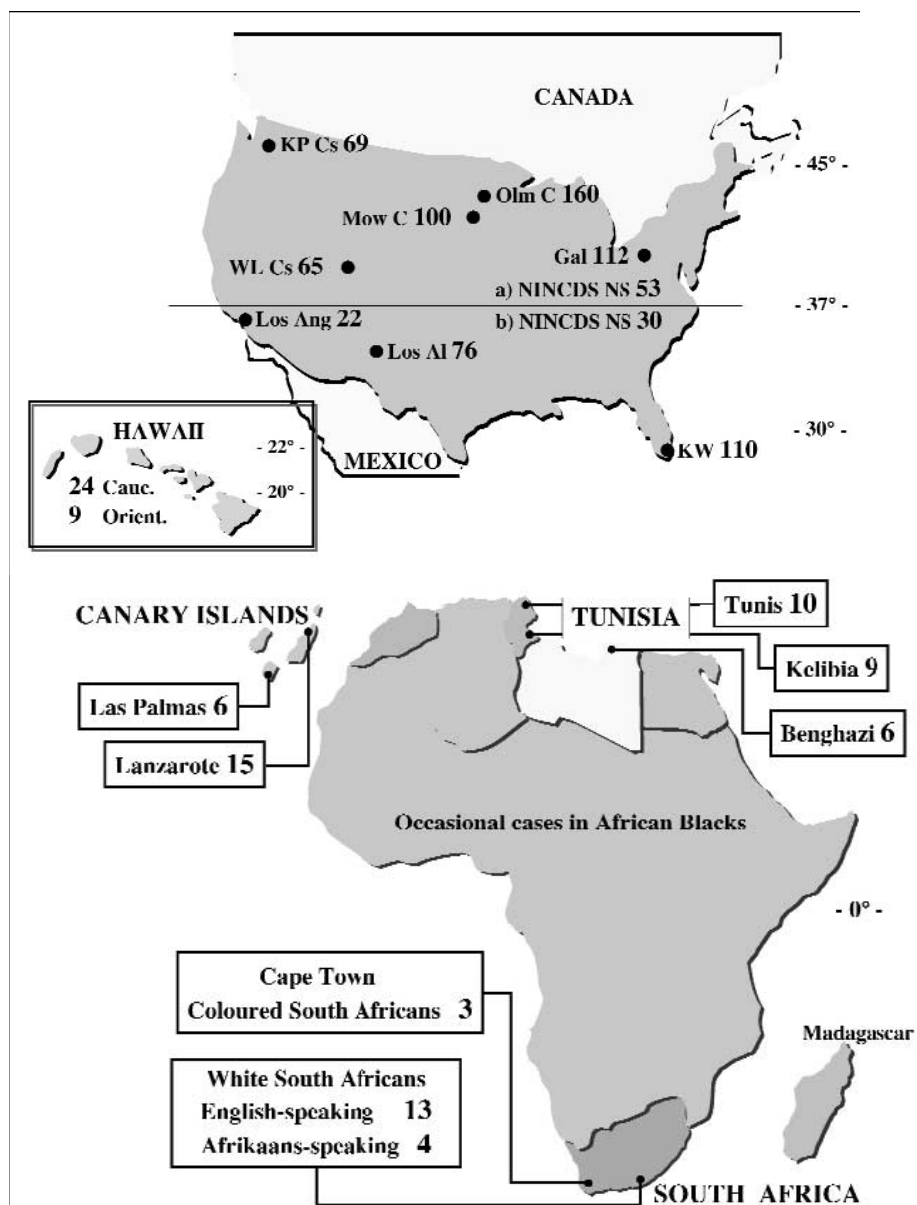 CANADA
KP Cs 69
- 45° -
Olm C 160
Mow C 100
Gal 112
WL Cs 65
a) NINCDS NS 53
- 37° -
Los Ang 22
b) NINCDS NS 30
Los Al 76
- 30° -
KW 110
MEXICO
HAWAII
- 22° -
- 20° -
24 Cauc.
9 Orient.
CANARY ISLANDS
TUNISIA
Tunis 10
Kelibia 9
Las Palmas 6
Benghazi 6
Lanzarote 15
Occasional cases in African Blacks
- 0° -
Cape Town
Coloured South Africans 3
Madagascar
White South Africans
English-speaking 13
Afrikaans-speaking 4
SOUTH AFRICA